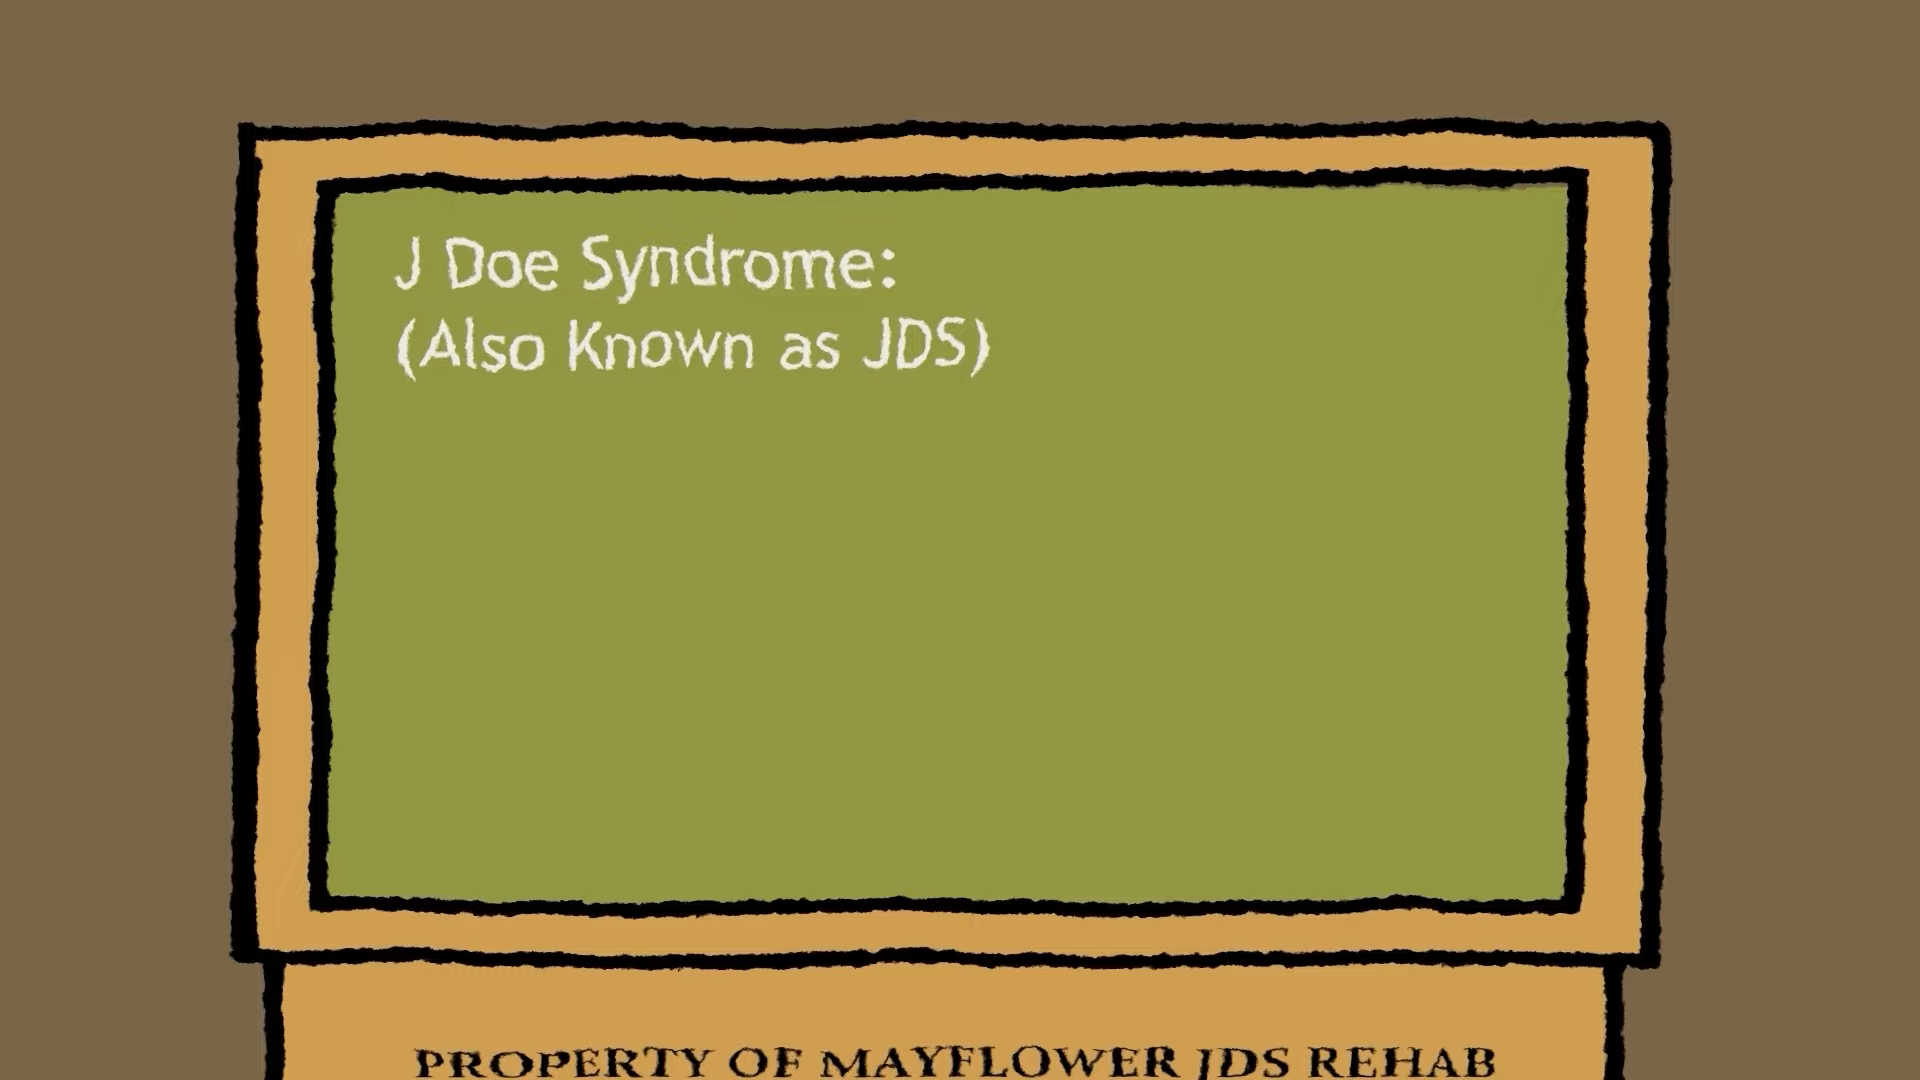 J Doe Syndrome:
(Also Known as JDS)
PROPERTY OF MAYFLOWER JDS REHAB